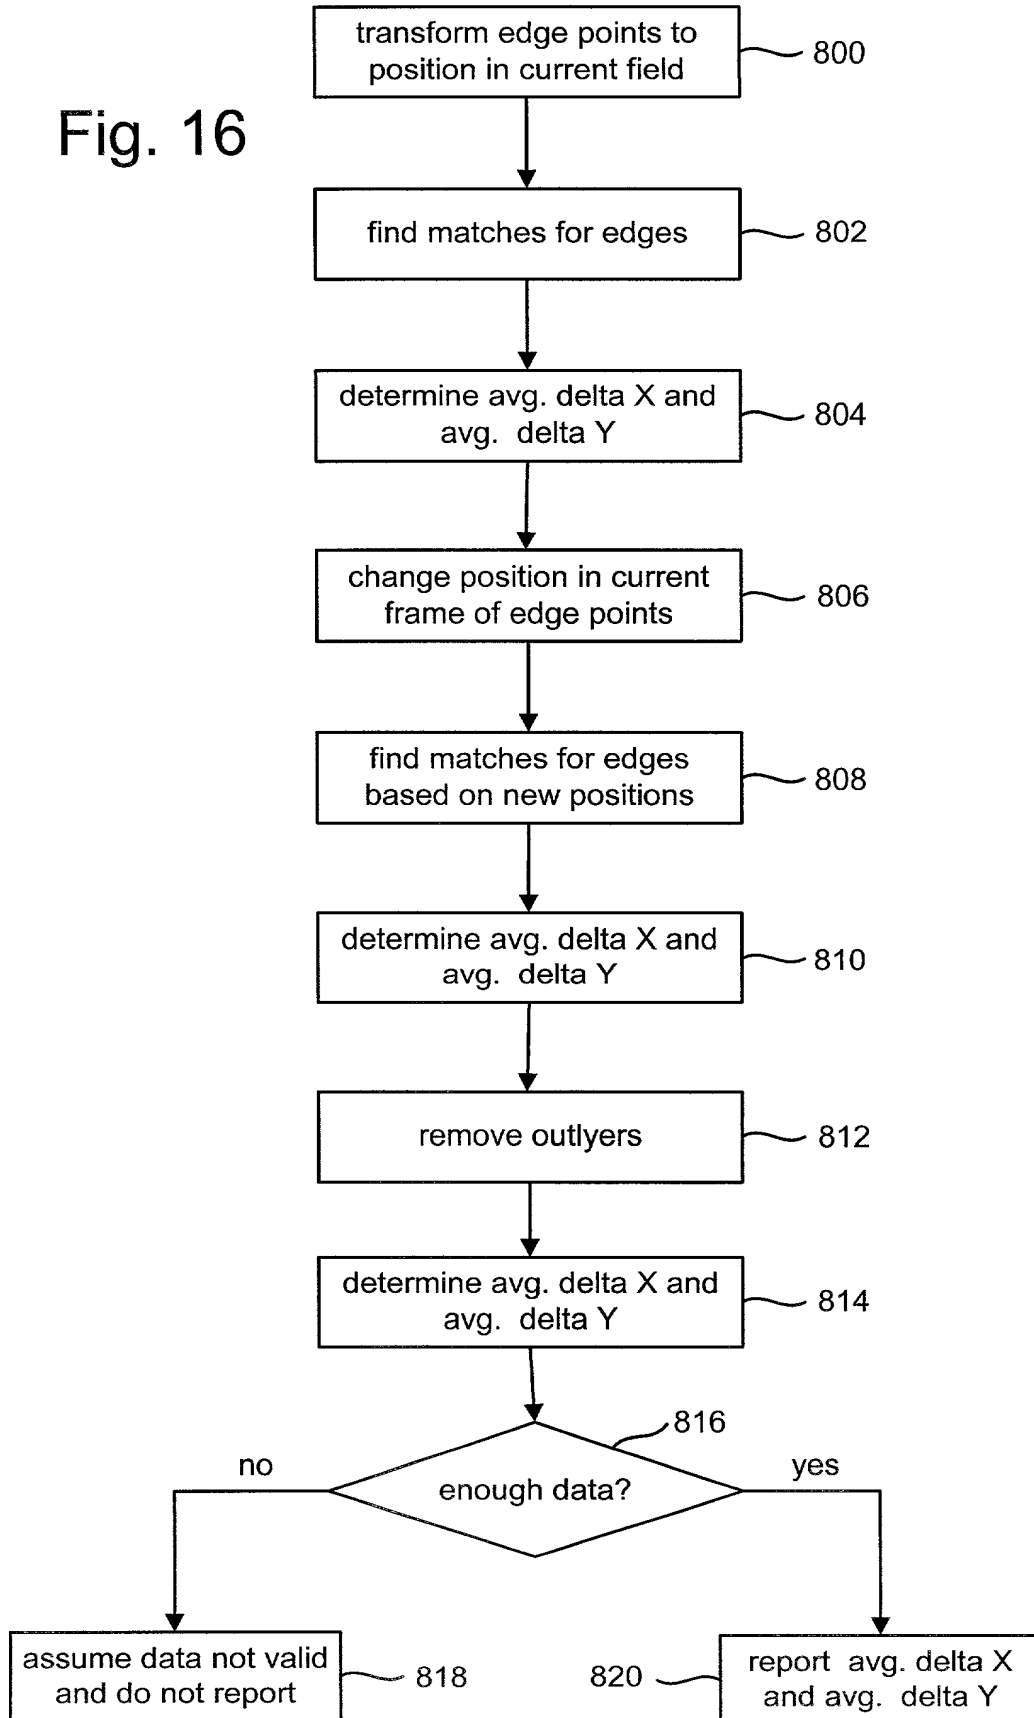 transform edge points to
position in current field
800
Fig. 16
find matches for edges
802
determine avg. delta X and
avg. delta Y
804
change position in current
frame of edge points
806
find matches for edges
based on new positions
808
determine avg. delta X and
avg. delta Y
810
remove outlyers
812
determine avg. delta X and
avg. delta Y
814
816
no
enough data?
yes
assume data not valid
and do not report
818
820
report avg. delta X
and avg. delta Y